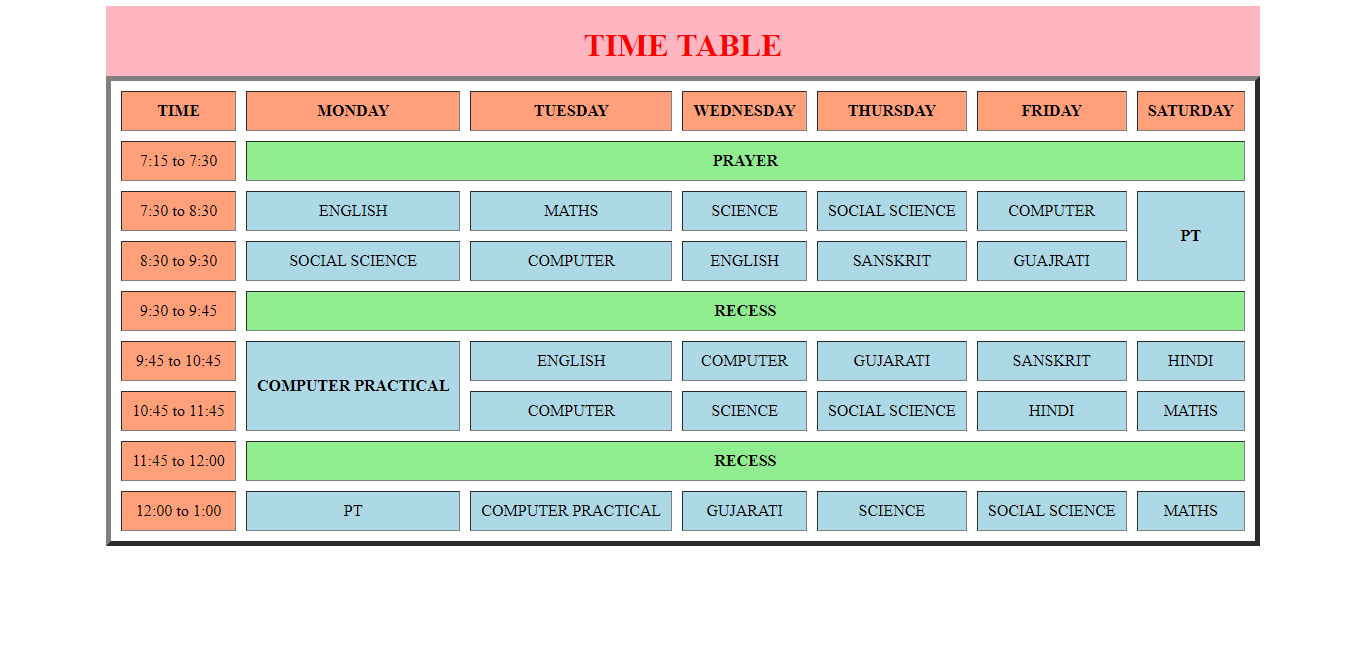 TIME TABLE
TIME MONDAY TUESDAY WEDNESDAY THURSDAY FRIDAY SATURDAY
7:15 to 7:30 PRAYER
7:30 to 8:30 ENGLISH MATHS SCIENCE SOCIAL SCIENCE COMPUTER PT
8:30 to 9:30 SOCIAL SCIENCE COMPUTER ENGLISH SANSKRIT GUAJRATI
9:30 to 9:45 RECESS
9:45 to 10:45 COMPUTER PRACTICAL ENGLISH COMPUTER GUJARATI SANSKRIT HINDI
10:45 to 11:45 COMPUTER SCIENCE SOCIAL SCIENCE HINDI MATHS
11:45 to 12:00 RECESS
12:00 to 1:00 PT COMPUTER PRACTICAL GUJARATI SCIENCE SOCIAL SCIENCE MATHS